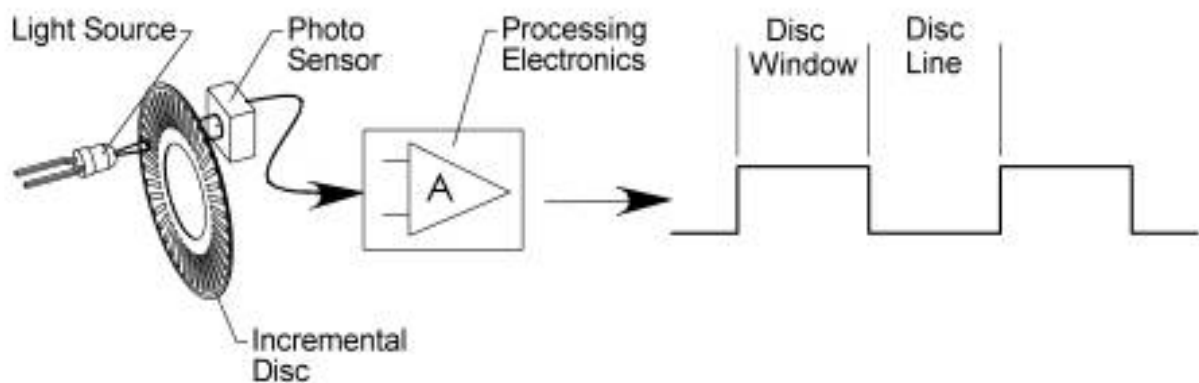 Light Source
Photo
Sensor
Processing
Electronics
Disc
Window
Disc
Line
A
Incremental
Disc